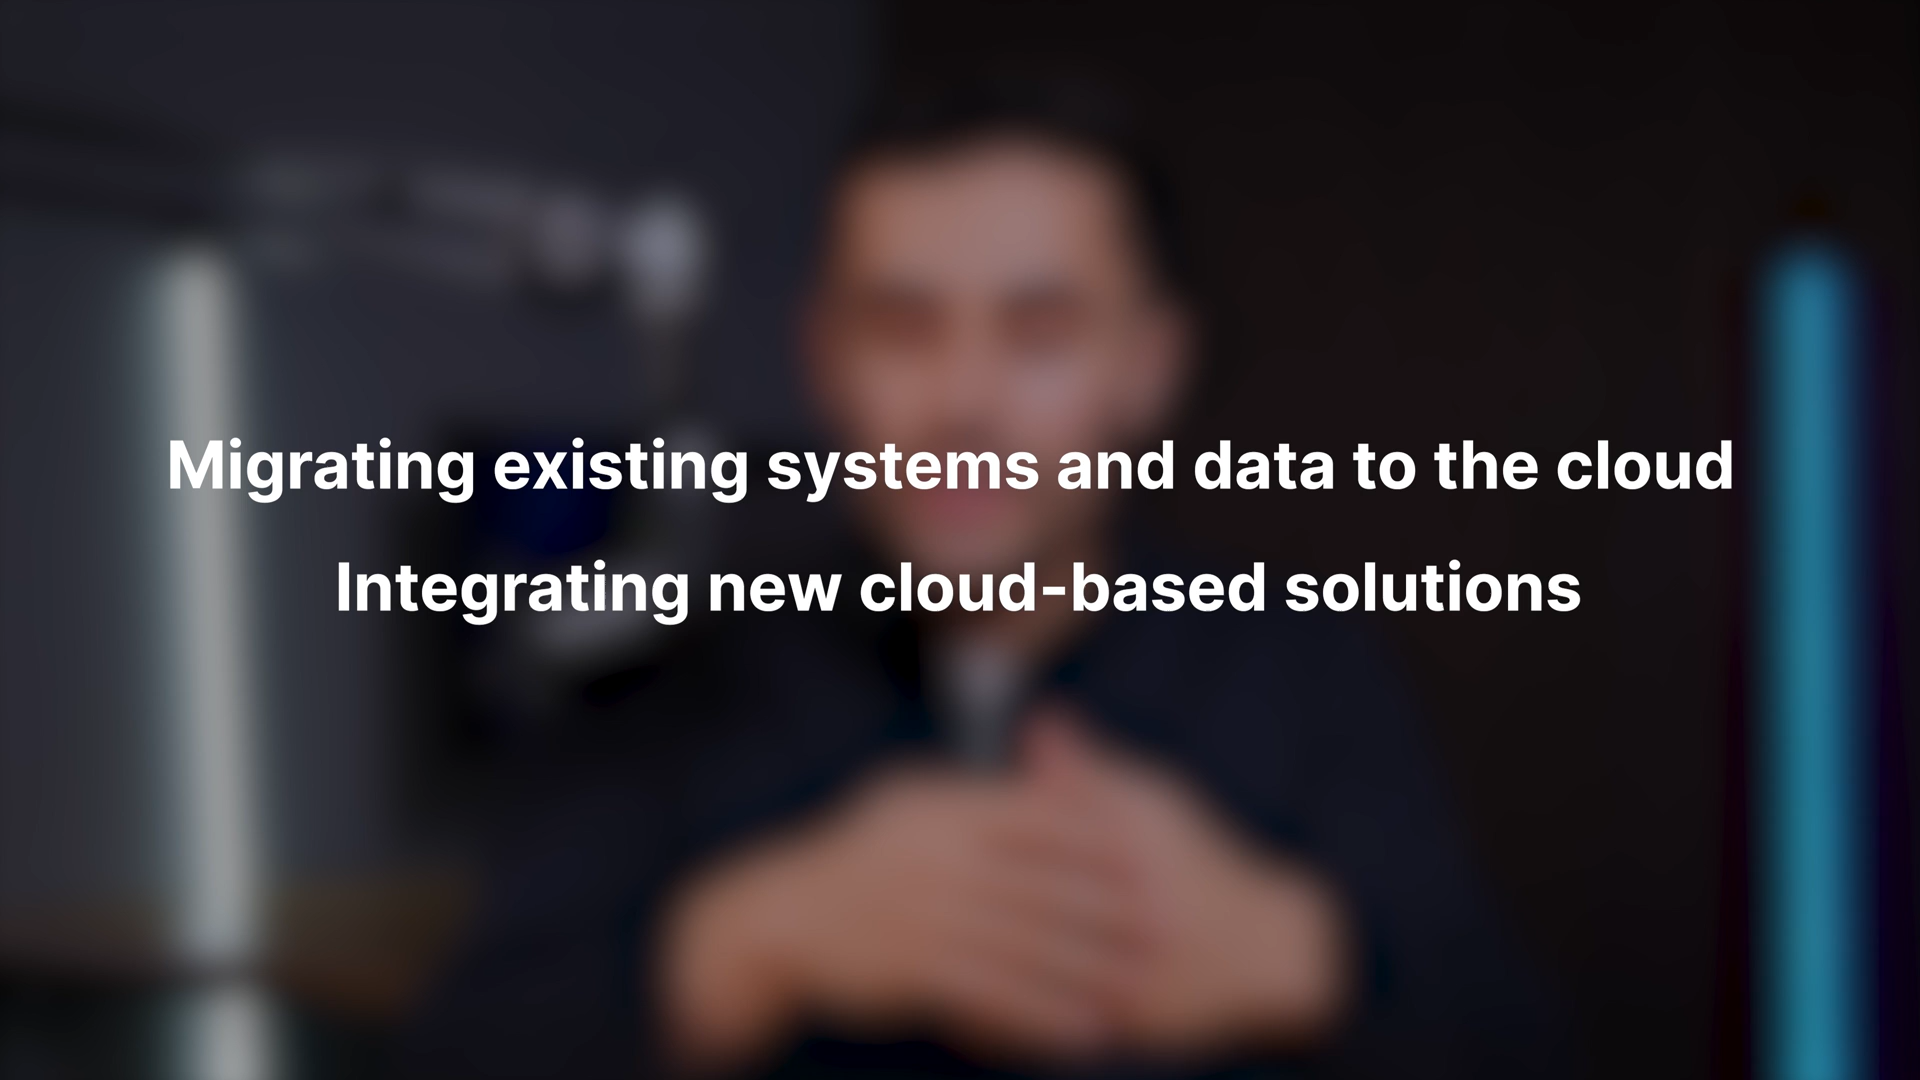 Migrating existing systems and data to the cloud
Integrating new cloud-based solutions